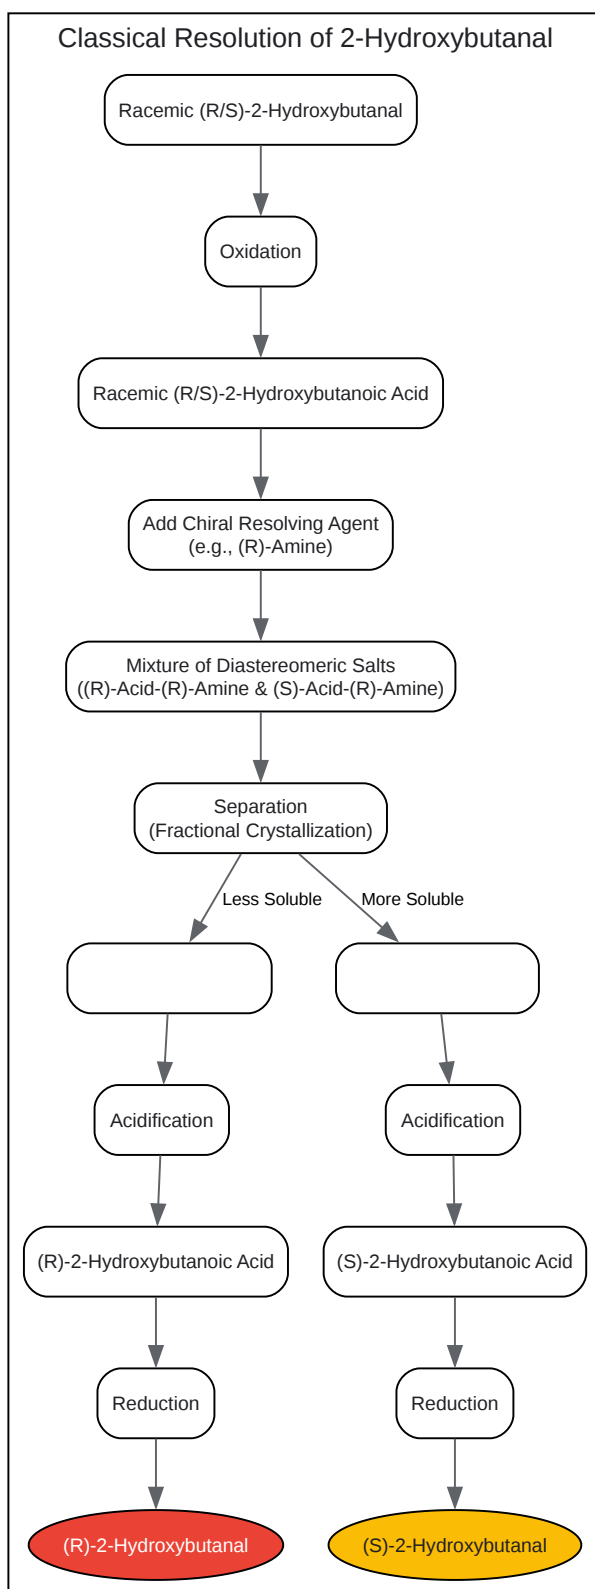 Classical Resolution of 2-Hydroxybutanal
Racemic (R/S)-2-Hydroxybutanal
Oxidation
Racemic (R/S)-2-Hydroxybutanoic Acid
Add Chiral Resolving Agent
(e.g., (R)-Amine)
Mixture of Diastereomeric Salts
((R)-Acid-(R)-Amine & (S)-Acid-(R)-Amine)
Separation
(Fractional Crystallization)
Less Soluble
More Soluble
Acidification
Acidification
(R)-2-Hydroxybutanoic Acid
(S)-2-Hydroxybutanoic Acid
Reduction
Reduction
(R)-2-Hydroxybutanal
(S)-2-Hydroxybutanal